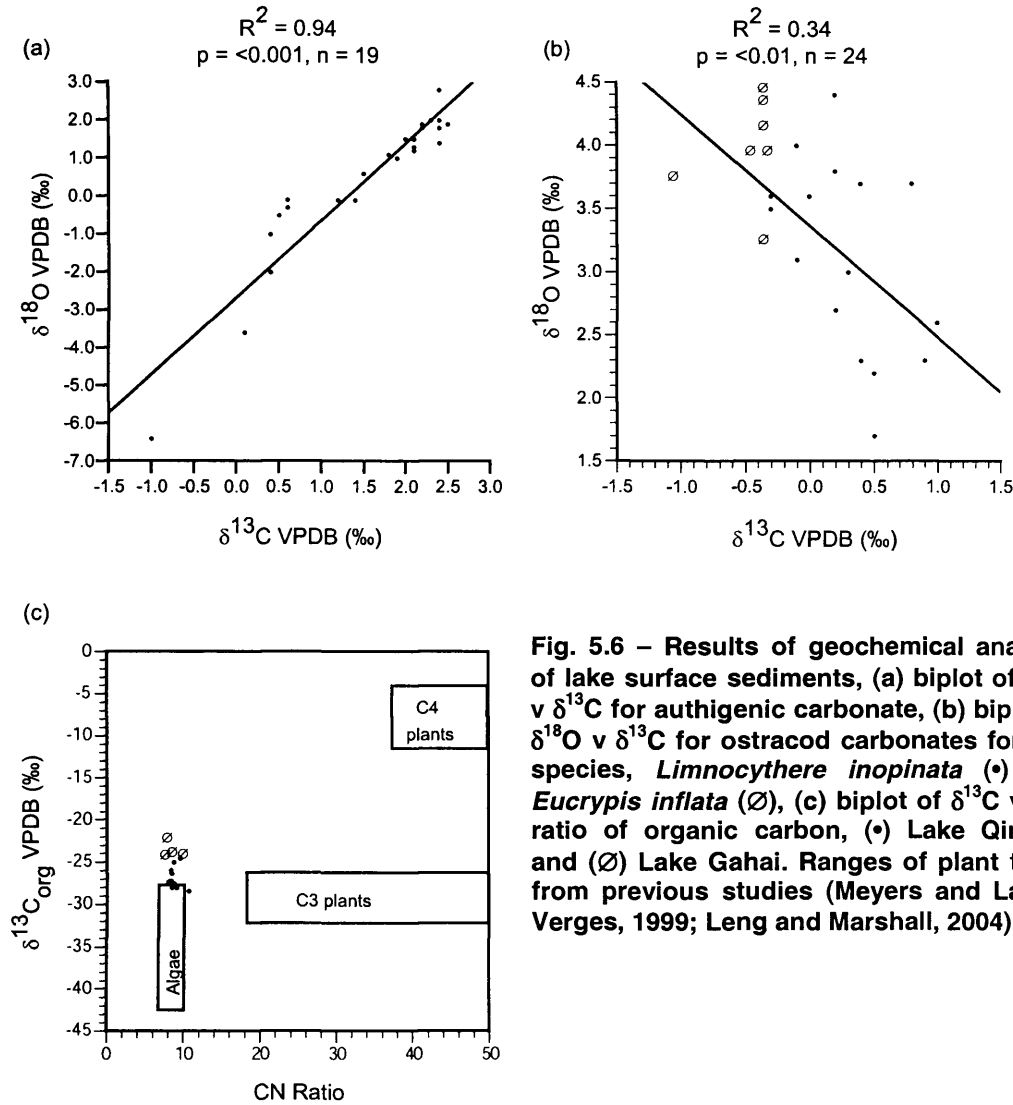 (a)
R² = 0.94
p = <0.001, n = 19
3.0
2.0
1.0
0.0
-1.0
-2.0
-3.0
-4.0
-5.0
-6.0
-7.0
δ¹⁸O VPDB (‰)
-1.5 -1.0 -0.5 0.0 0.5 1.0 1.5 2.0 2.5 3.0
δ¹³C VPDB (‰)
(b)
R² = 0.34
p = <0.01, n = 24
4.5
4.0
3.5
3.0
2.5
2.0
1.5
δ¹⁸O VPDB (‰)
-1.5 -1.0 -0.5 0.0 0.5 1.0 1.5
δ¹³C VPDB (‰)
(c)
0
-5
-10
-15
-20
-25
-30
-35
-40
-45
δ¹³C org VPDB (‰)
C4
plants
C3 plants
Algae
0 10 20 30 40 50
CN Ratio
Fig. 5.6 – Results of geochemical ana
of lake surface sediments, (a) biplot of
v δ¹³C for authigenic carbonate, (b) bip
δ¹⁸O v δ¹³C for ostracod carbonates for
species, Limnocythere inopinata (•)
Eucrypis inflata (∅), (c) biplot of δ¹³C v
ratio of organic carbon, (•) Lake Qin
and (∅) Lake Gahai. Ranges of plant t
from previous studies (Meyers and La
Verges, 1999; Leng and Marshall, 2004)